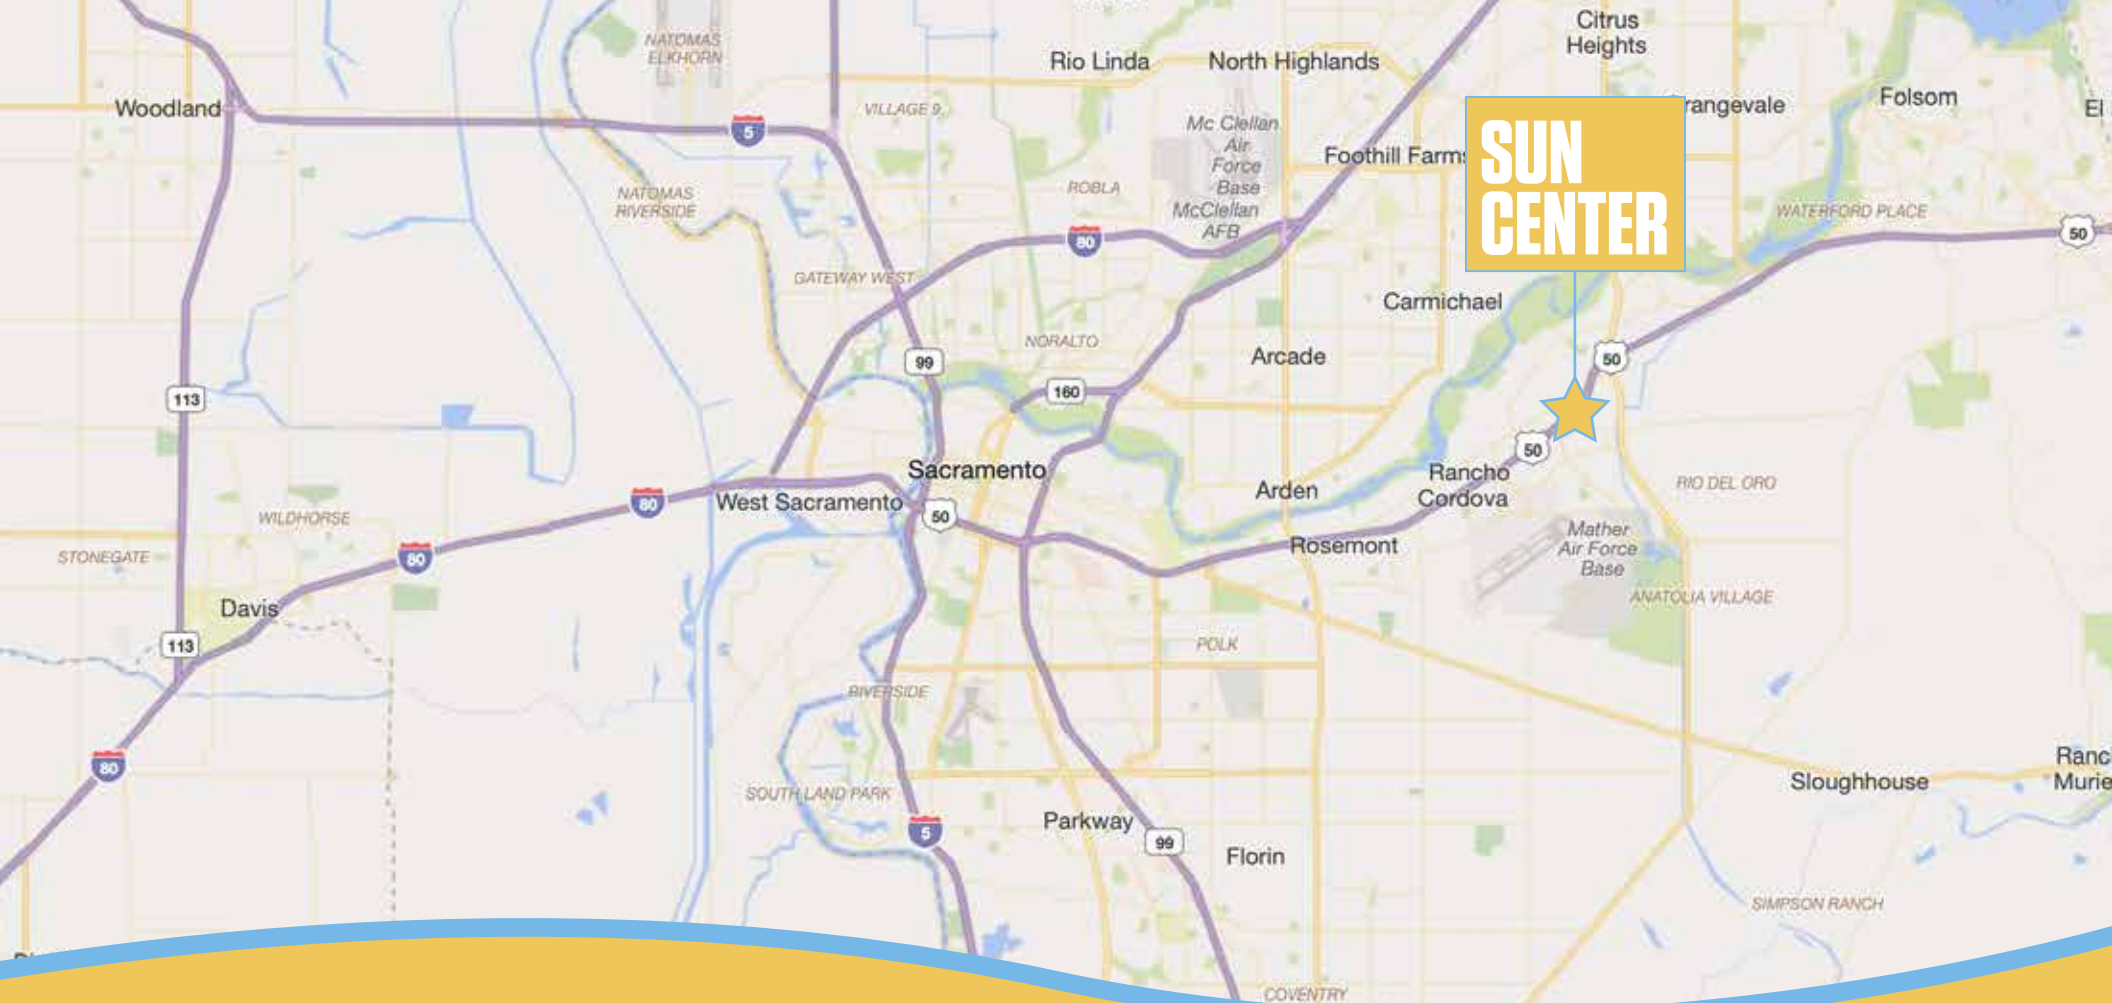 NATOMAS
ELKHORN
Citrus
Heights
Rio Linda
North Highlands
Woodland
5
VILLAGE 9
Mc Clellan
Air
Force
Base
McClellan
AFB
rangevale
Folsom
El
SUN
CENTER
Foothill Farms
NATOMAS
RIVERSIDE
ROBLA
WATERFORD PLACE
50
80
GATEWAY WEST
Carmichael
NORALTO
Arcade
50
99
160
113
50
Sacramento
Rancho
Cordova
Arden
RIO DEL ORO
80
West Sacramento
50
WILDHORSE
Mather
Air Force
Base
Rosemont
STONEGATE
80
ANATOLIA VILLAGE
Davis
113
POLK
RIVERSIDE
80
Ranc
Murie
Sloughhouse
SOUTH LAND PARK
5
Parkway
99
Florin
SIMPSON RANCH
COVENTRY